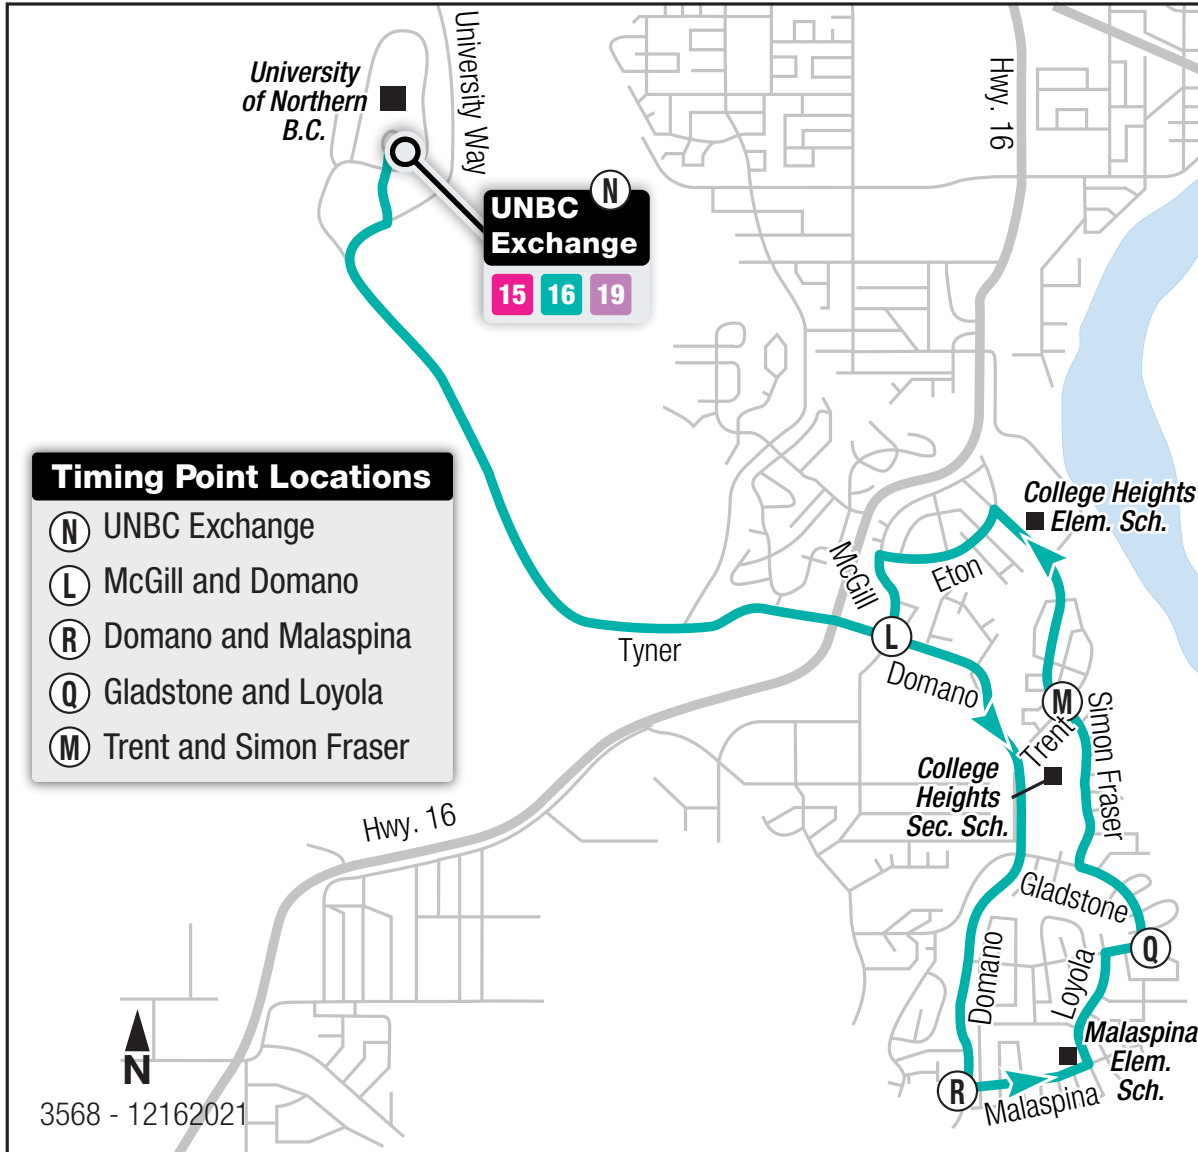 University
of Northern
B.C.
University Way
Hwy. 16
N
UNBC
Exchange
15 16 19
Timing Point Locations
N UNBC Exchange
L McGill and Domano
R Domano and Malaspina
Q Gladstone and Loyola
M Trent and Simon Fraser
College Heights
Elem. Sch.
McGill
Eton
L
Tyner
Domano
M
Trent
Simon Fraser
College
Heights
Sec. Sch.
Hwy. 16
Gladstone
Q
Domano
Loyola
Malaspina
Elem.
Sch.
R
Malaspina
N
3568 - 12162021